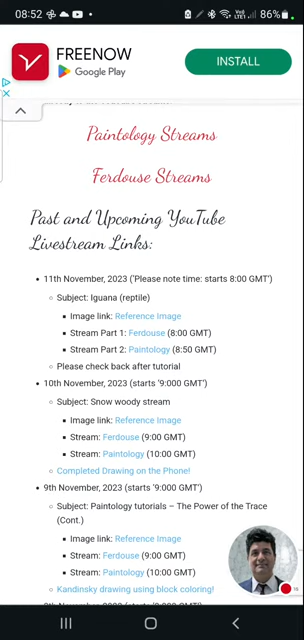 08:52
86%
FREENOW
Google Play
INSTALL
Paintology Streams
Ferdouse Streams
Past and Upcoming YouTube
Livestream Links:
11th November, 2023 ('Please note time: starts 8:00 GMT')
Subject: Iguana (reptile)
Image link: Reference Image
Stream Part 1: Ferdouse (8:00 GMT)
Stream Part 2: Paintology (8:50 GMT)
Please check back after tutorial
10th November, 2023 (starts '9:000 GMT')
Subject: Snow woody stream
Image link: Reference Image
Stream: Ferdouse (9:00 GMT)
Stream: Paintology (10:00 GMT)
Completed Drawing on the Phone!
9th November, 2023 (starts '9:000 GMT')
Subject: Paintology tutorials – The Power of the Trace
(Cont.)
Image link: Reference Image
Stream: Ferdouse (9:00 GMT)
Stream: Paintology (10:00 GMT)
Kandinsky drawing using block coloring!